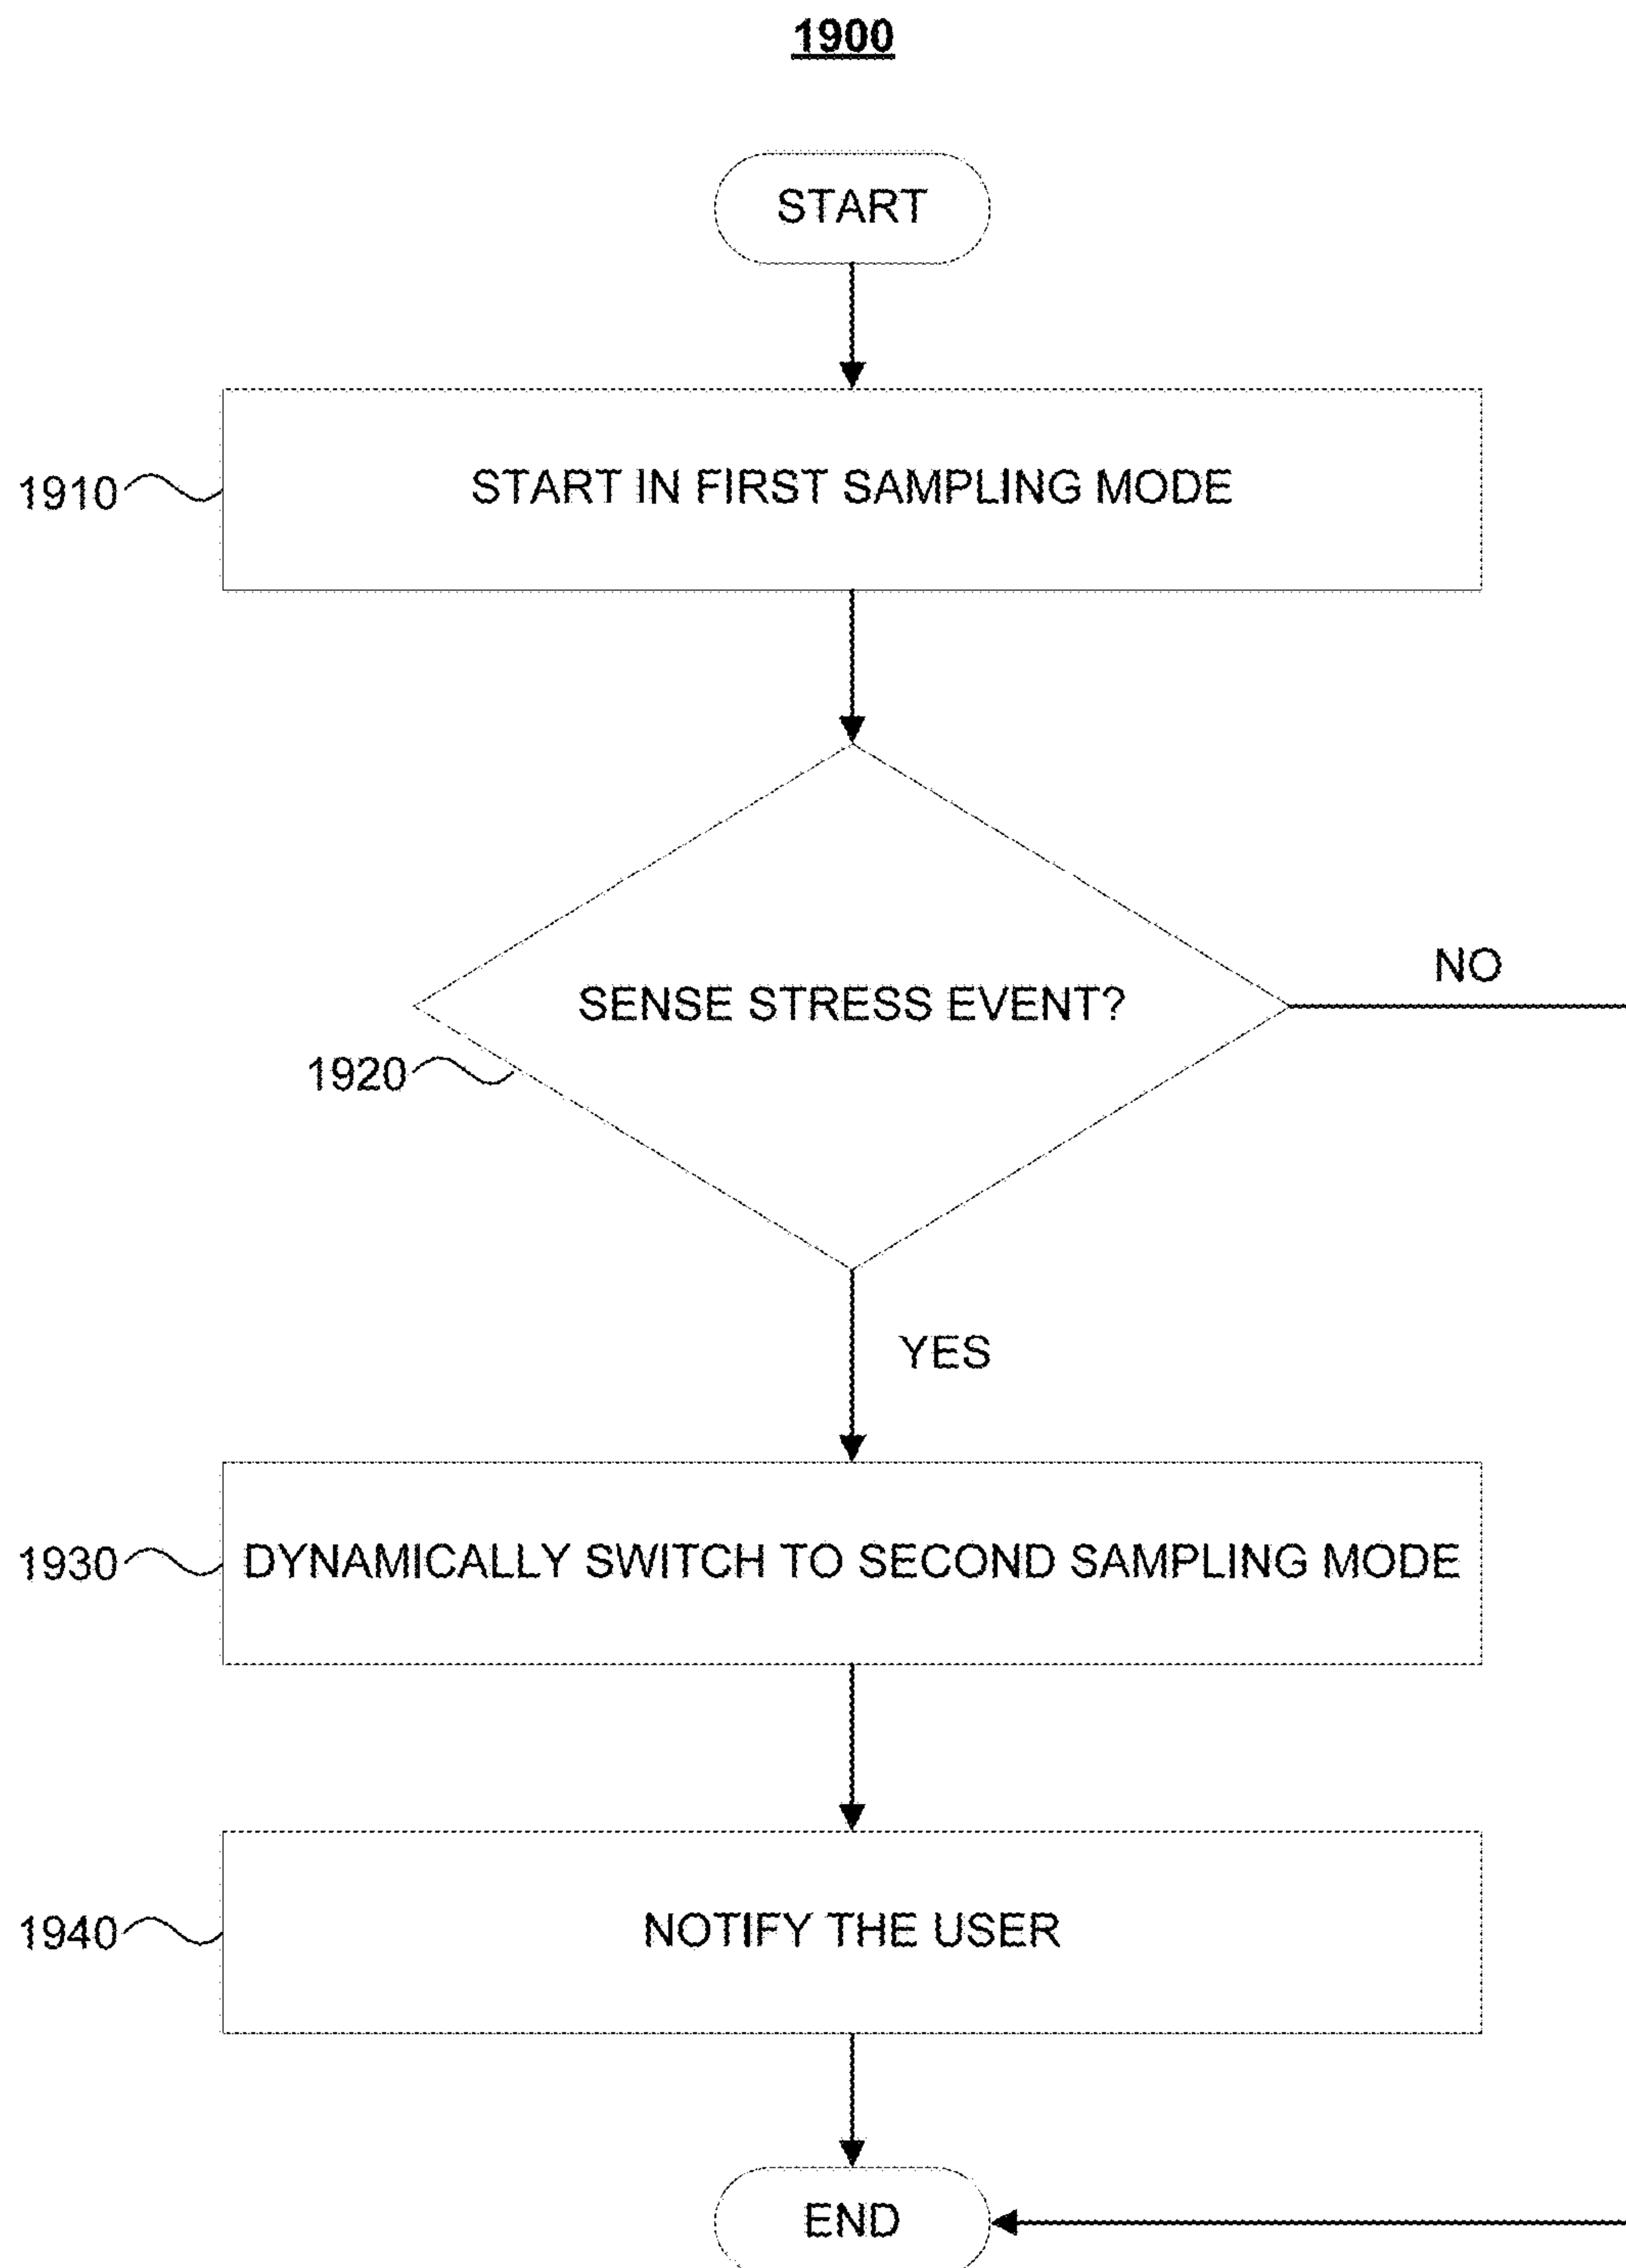 1900
START
1910
START IN FIRST SAMPLING MODE
SENSE STRESS EVENT?
NO
1920
YES
1930
DYNAMICALLY SWITCH TO SECOND SAMPLING MODE
1940
NOTIFY THE USER
END